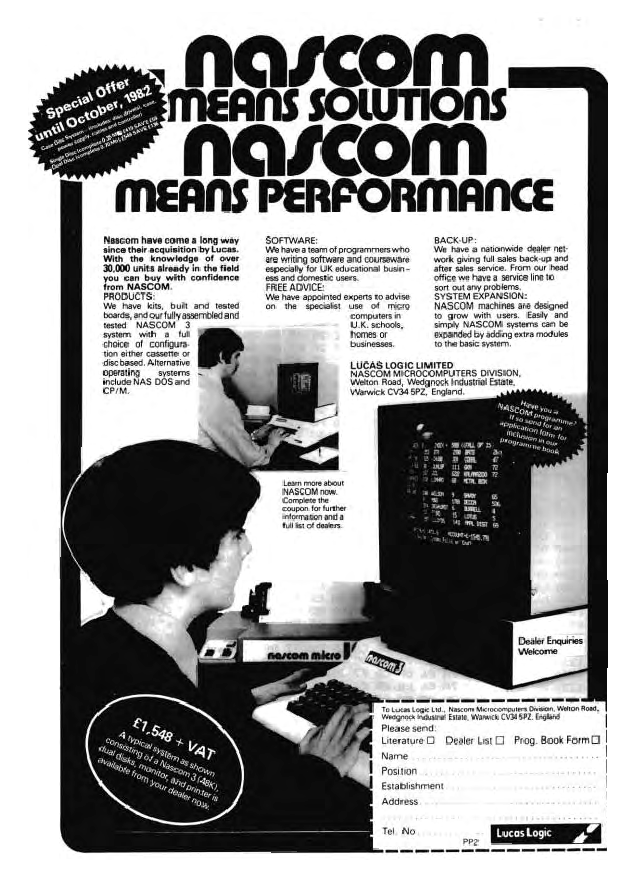 nascom
MEANS SOLUTIONS
nascom
MEANS PERFORMANCE
Special Offer
until October, 1982
Nascom have come a long way
since their acquisition by Lucas.
With the knowledge of over
30,000 units already in the field
you can buy with confidence
from NASCOM.
PRODUCTS:
We have kits, built and tested
boards, and our fully assembled and
tested NASCOM 3
system with a full
choice of configura-
tion either cassette or
disc based. Alternative
operating systems
include NAS DOS and
CP/M.
SOFTWARE:
We have a team of programmers who
are writing software and courseware
especially for UK educational busin-
ess and domestic users.
FREE ADVICE:
We have appointed experts to advise
on the specialist use of micro
computers in
U.K. schools,
homes or
businesses.
BACK-UP:
We have a nationwide dealer net-
work giving full sales back-up and
after sales service. From our head
office we have a service line to
sort out any problems.
SYSTEM EXPANSION:
NASCOM machines are designed
to grow with users. Easily and
simply NASCOM systems can be
expanded by adding extra modules
to the basic system.
LUCAS LOGIC LIMITED
NASCOM MICROCOMPUTERS DIVISION,
Welton Road, Wedgnock Industrial Estate,
Warwick CV34 5PZ, England.
Have you a
NASCOM programme?
If so send for an
application form for
inclusion in our
programme book
Learn more about
NASCOM now.
Complete the
coupon for further
information and a
full list of dealers.
Dealer Enquiries
Welcome
nascom micro
nascom 3
£1,548 + VAT
A typical system as shown
consisting of a Nascom 3 (48K),
dual disks, monitor, and printer is
available from your dealer now.
To Lucas Logic Ltd., Nascom Microcomputers Division, Welton Road,
Wedgnock Industrial Estate, Warwick CV34 5PZ, England
Please send:
Literature Dealer List Prog. Book Form
Name
Position
Establishment
Address
Tel. No
PP2
Lucas Logic